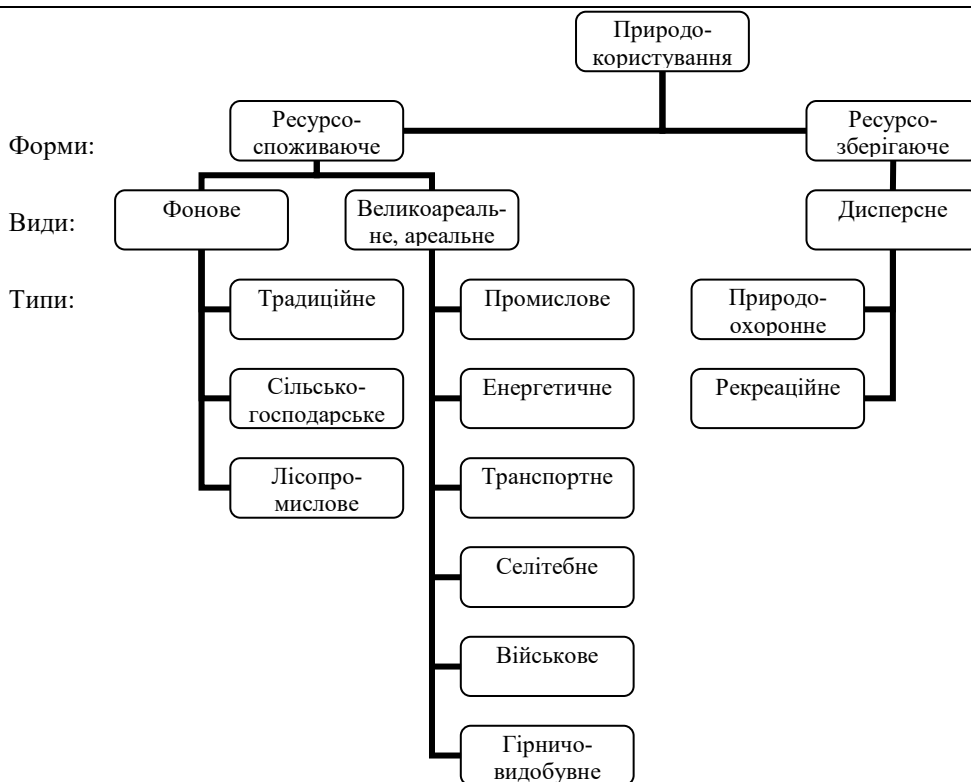 Природо-
користування
Форми:
Ресурсо-
споживаюче
Ресурсо-
зберігаюче
Види:
Фонове
Великоареаль-
не, ареальне
Дисперсне
Типи:
Традиційне
Промислове
Природо-
охоронне
Сільсько-
господарське
Енергетичне
Рекреаційне
Лісопро-
мислове
Транспортне
Селітебне
Військове
Гірничо-
видобувне